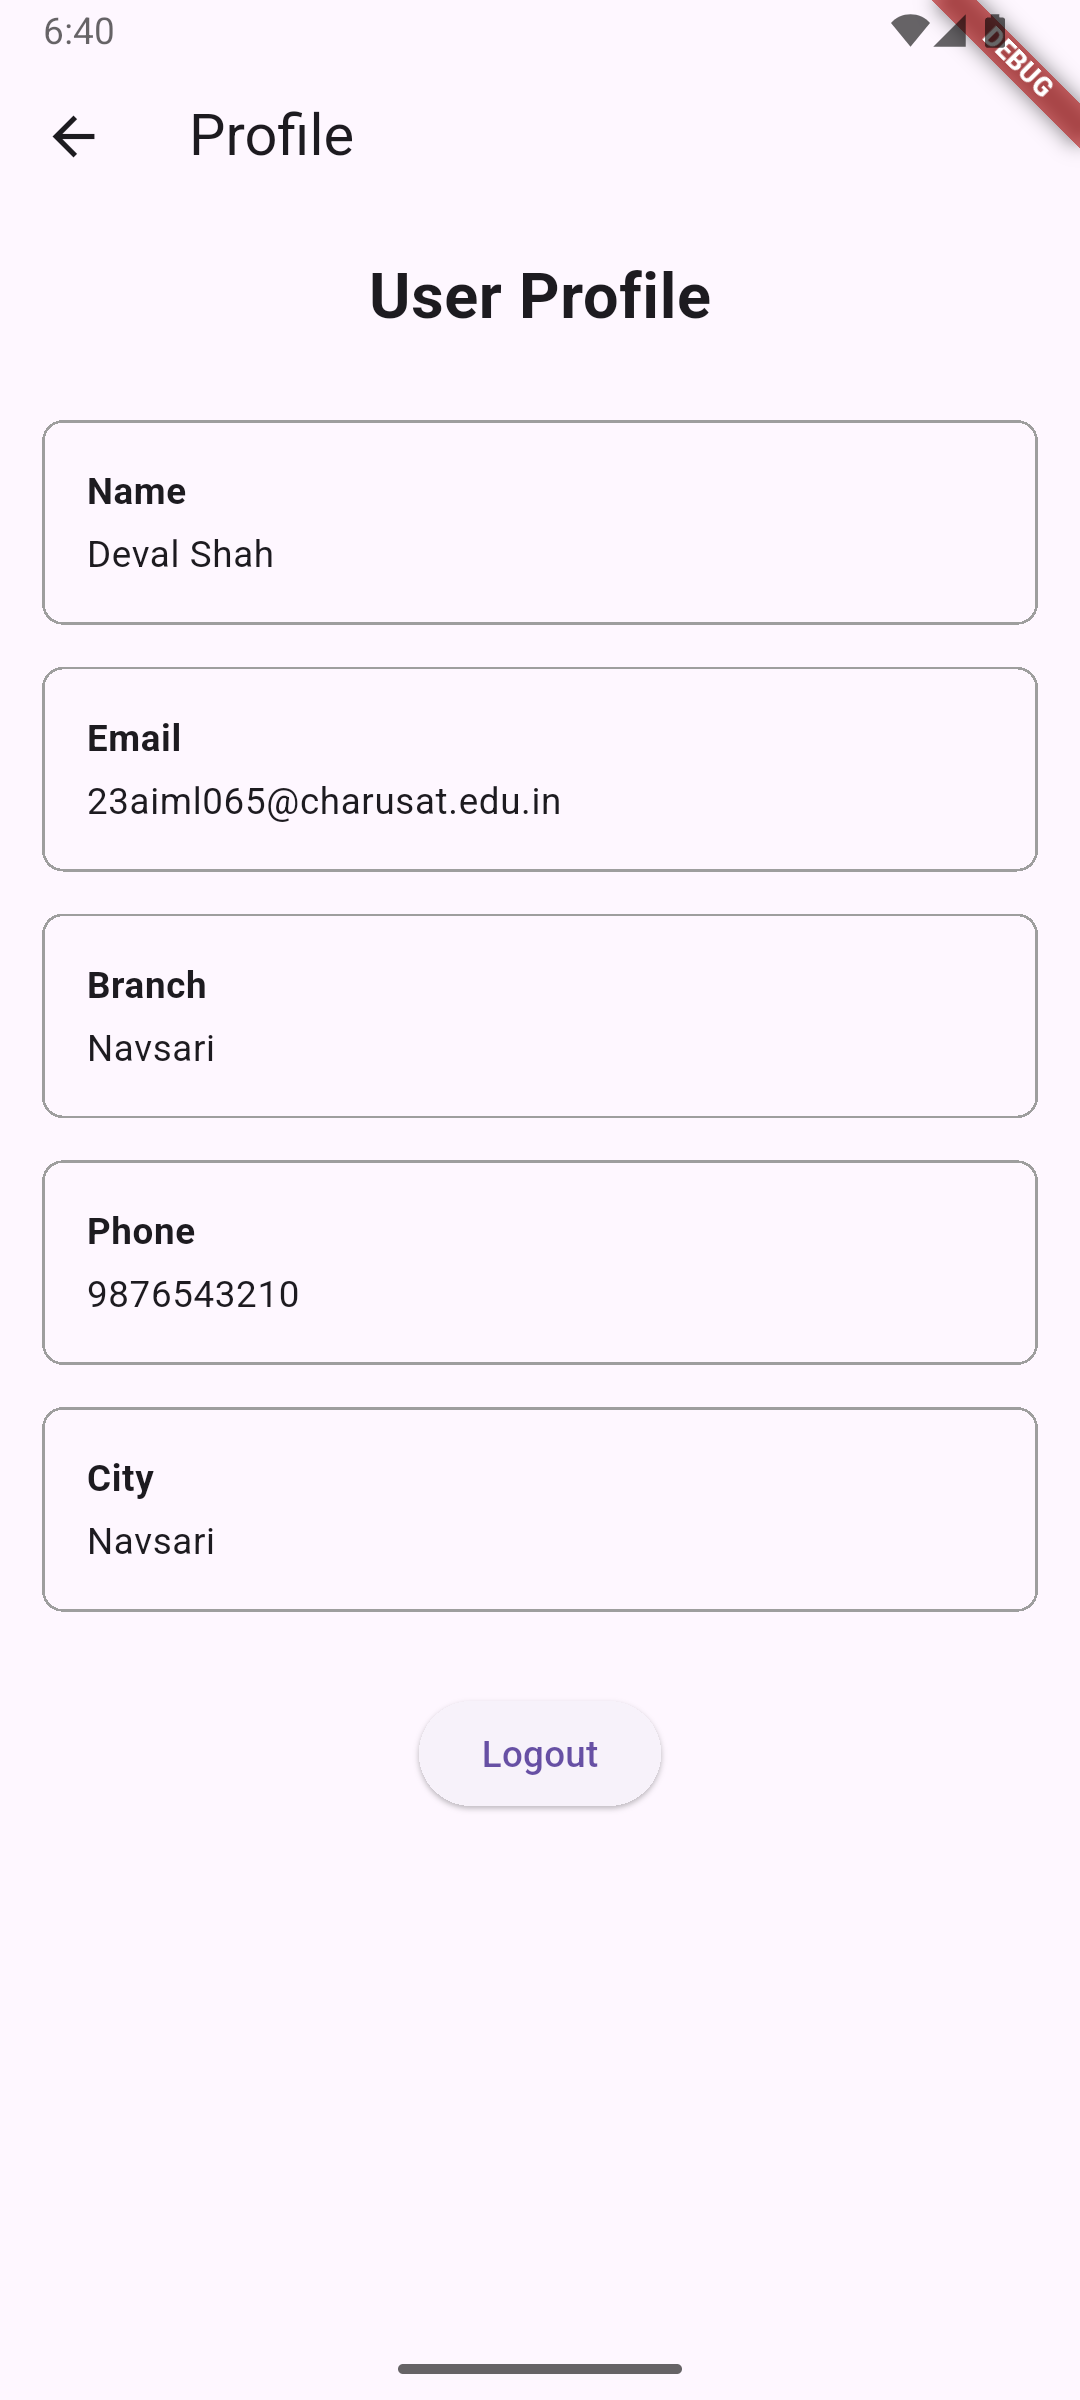 6:40
DEBUG
Profile
User Profile
Name
Deval Shah
Email
23aiml065@charusat.edu.in
Branch
Navsari
Phone
9876543210
City
Navsari
Logout